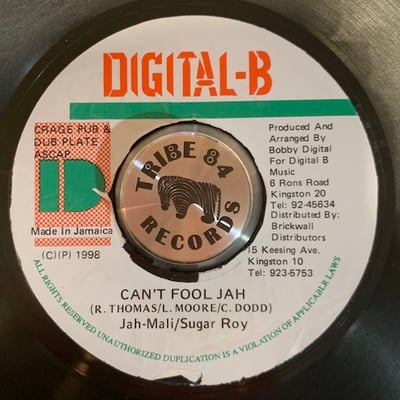 DIGITAL-B
CRAGE PUB &
DUB PLATE
ASCAP
D
Made In Jamaica
(C)(P) 1998
TRIBE 84
RECORDS
Produced And
Arranged By
Bobby Digital
For Digital B
Music
6 Rons Road
Kingston 20
Tel: 92-45634
Distributed By:
Brickwall
Distributors
15 Keesing Ave.
Kingston 10
Tel: 923-6753
CAN'T FOOL JAH
(R. THOMAS/L. MOORE/C. DODD)
Jah-Mali/Sugar Roy
ALL RIGHTS RESERVED UNAUTHORIZED DUPLICATION IS A VIOLATION OF APPLICABLR LAWS